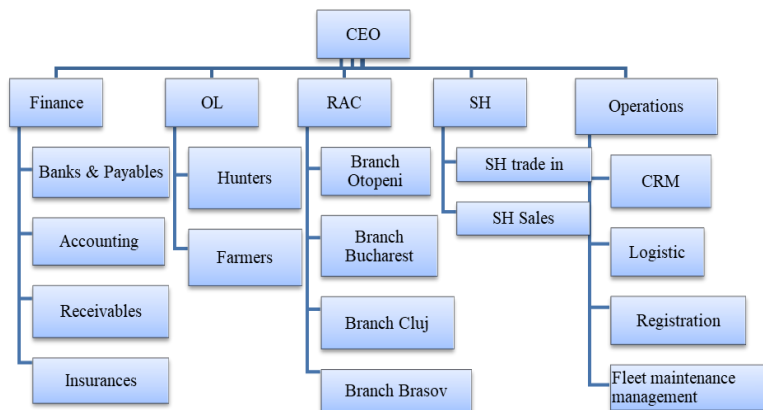 CEO
Finance
OL
RAC
SH
Operations
Banks & Payables
Accounting
Receivables
Insurances
Hunters
Farmers
Branch
Otopeni
Branch
Bucharest
Branch Cluj
Branch Brasov
SH trade in
SH Sales
CRM
Logistic
Registration
Fleet maintenance
management